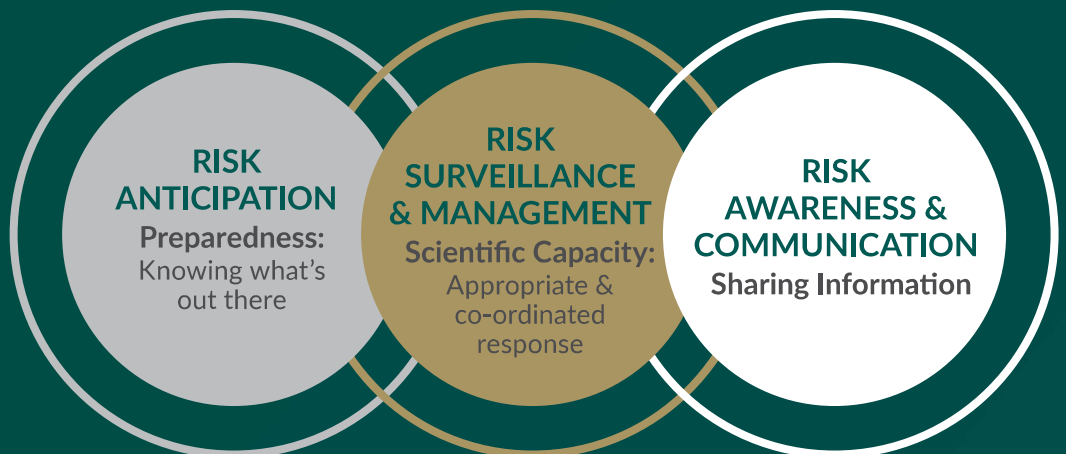 RISK
ANTICIPATION
Preparedness:
Knowing what's
out there
RISK
SURVEILLANCE
& MANAGEMENT
Scientific Capacity:
Appropriate &
co-ordinated
response
RISK
AWARENESS &
COMMUNICATION
Sharing Information